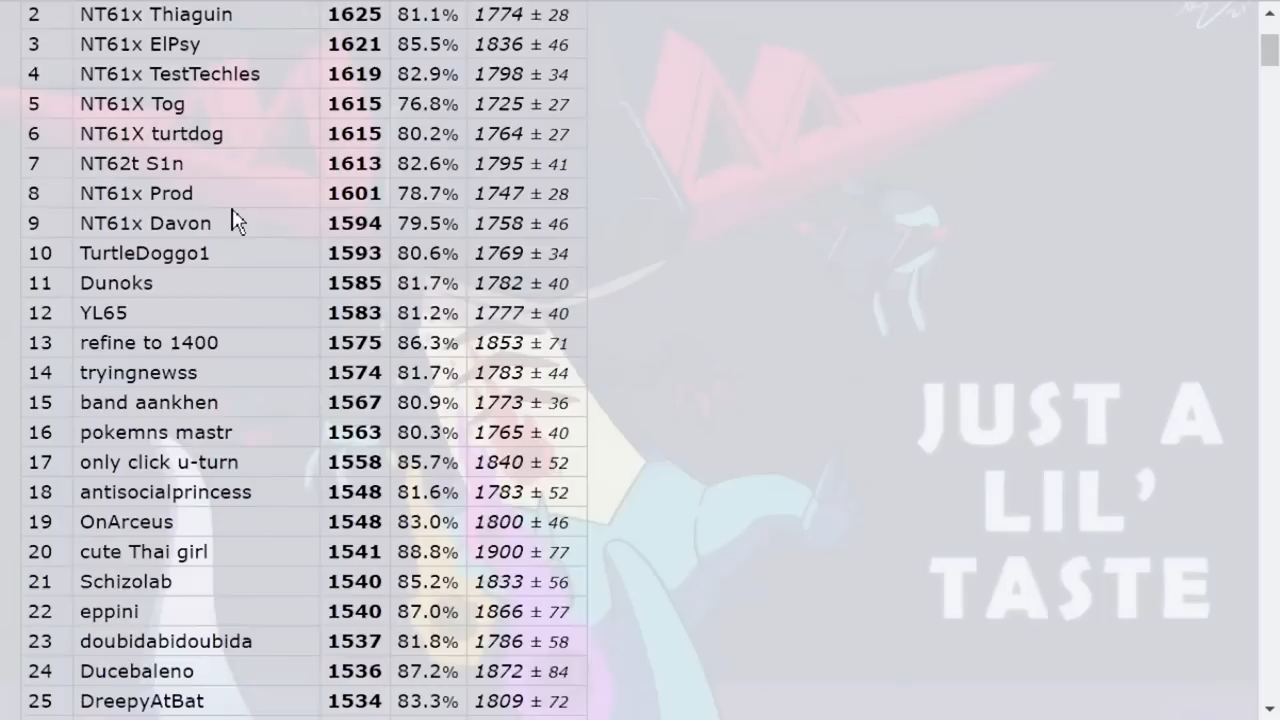 2 NT61x Thiaguin 1625 81.1% 1774 ± 28
3 NT61x ElPsy 1621 85.5% 1836 ± 46
4 NT61x TestTechles 1619 82.9% 1798 ± 34
5 NT61X Tog 1615 76.8% 1725 ± 27
6 NT61X turtdog 1615 80.2% 1764 ± 27
7 NT62t S1n 1613 82.6% 1795 ± 41
8 NT61x Prod 1601 78.7% 1747 ± 28
9 NT61x Davon 1594 79.5% 1758 ± 46
10 TurtleDoggo1 1593 80.6% 1769 ± 34
11 Dunoks 1585 81.7% 1782 ± 40
12 YL65 1583 81.2% 1777 ± 40
13 refine to 1400 1575 86.3% 1853 ± 71
14 tryingnewss 1574 81.7% 1783 ± 44
15 band aankhen 1567 80.9% 1773 ± 36
16 pokemns mastr 1563 80.3% 1765 ± 40
17 only click u-turn 1558 85.7% 1840 ± 52
18 antisocialprincess 1548 81.6% 1783 ± 52
19 OnArceus 1548 83.0% 1800 ± 46
20 cute Thai girl 1541 88.8% 1900 ± 77
21 Schizolab 1540 85.2% 1833 ± 56
22 eppini 1540 87.0% 1866 ± 77
23 doubidabidoubida 1537 81.8% 1786 ± 58
24 Ducebaleno 1536 87.2% 1872 ± 84
25 DreepyAtBat 1534 83.3% 1809 ± 72
JUST A
LIL'
TASTE